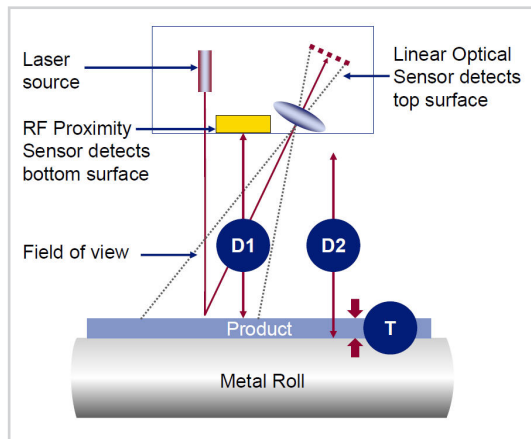 Laser
source
Linear Optical
Sensor detects
top surface
RF Proximity
Sensor detects
bottom surface
Field of view
D1
D2
Product
T
Metal Roll